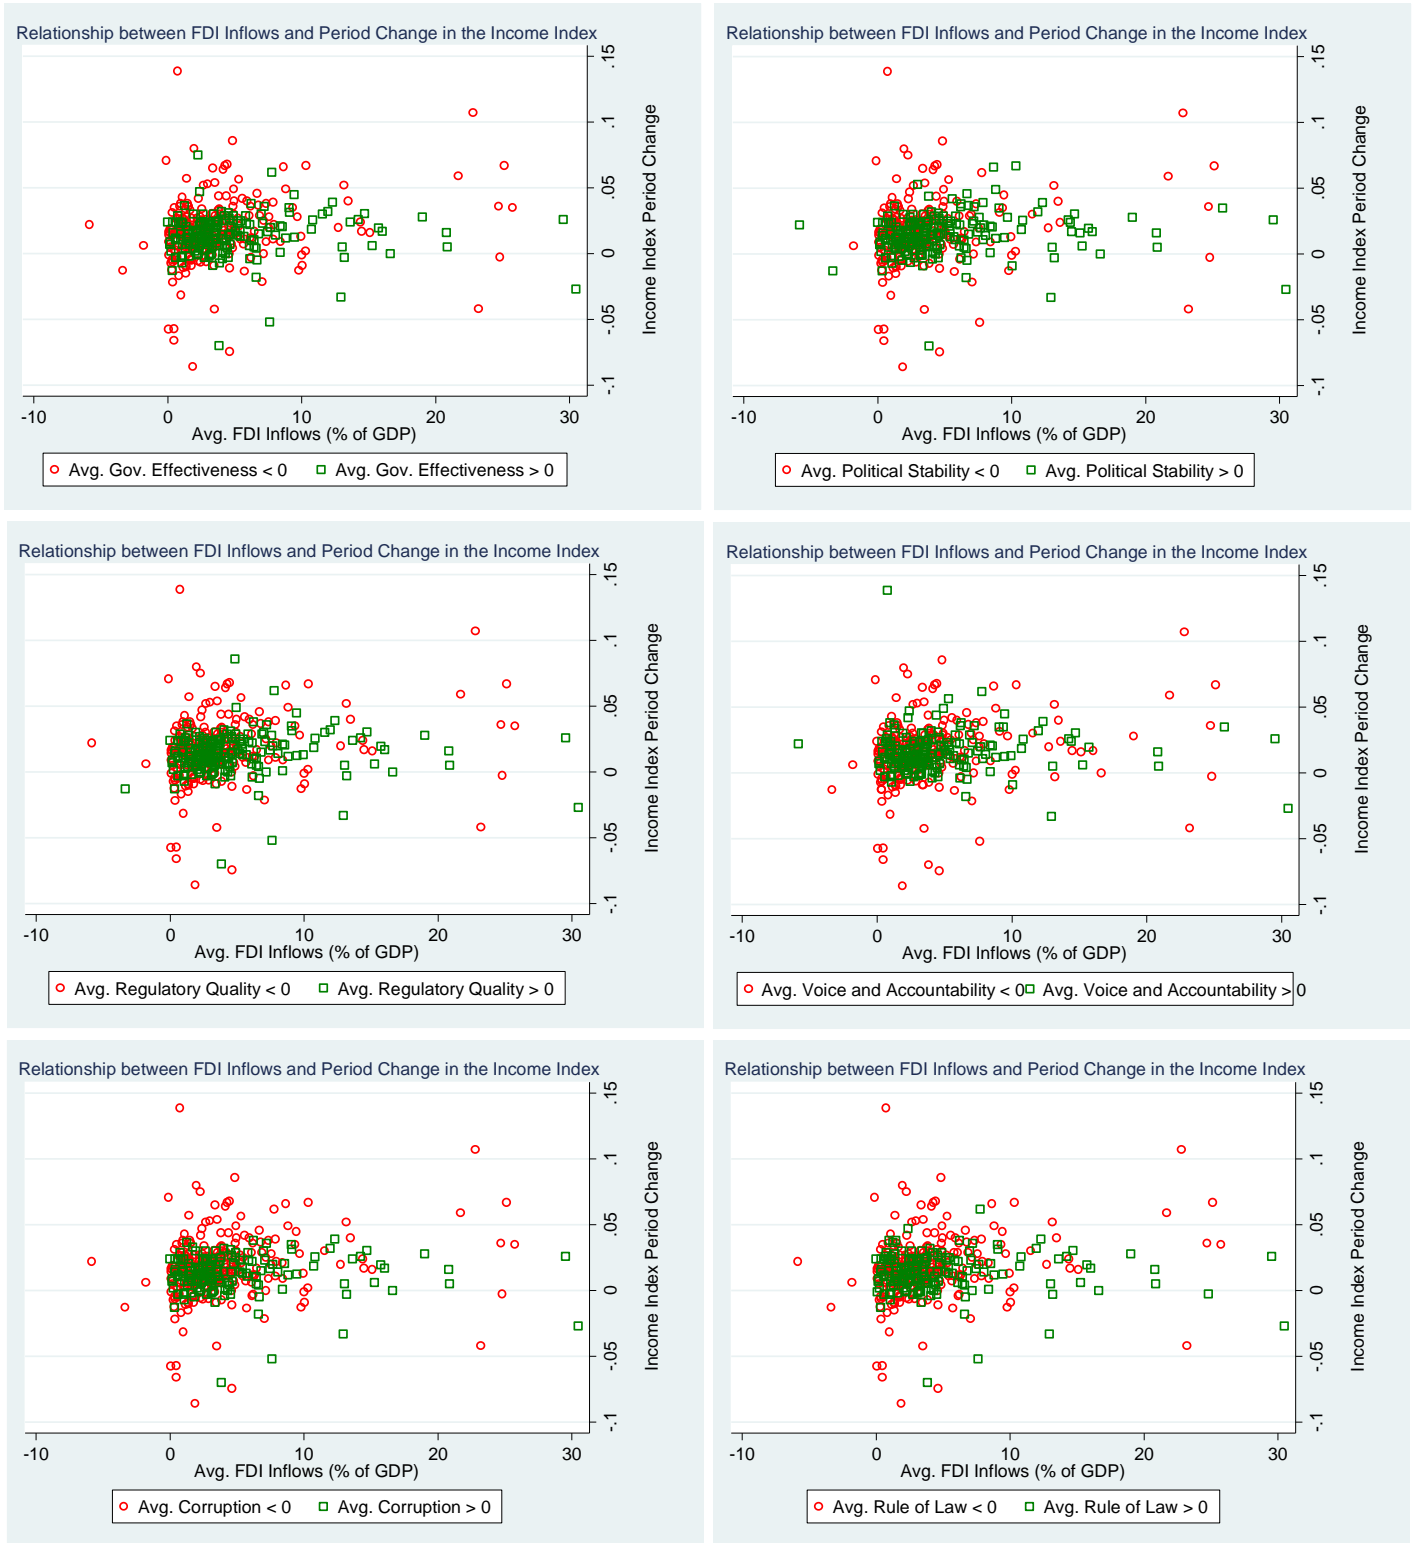 Relationship between FDI Inflows and Period Change in the Income Index
.15
.1
.05
0
-.05
-.1
Income Index Period Change
-10 0 10 20 30
Avg. FDI Inflows (% of GDP)
Avg. Gov. Effectiveness < 0 Avg. Gov. Effectiveness > 0
Relationship between FDI Inflows and Period Change in the Income Index
.15
.1
.05
0
-.05
-.1
Income Index Period Change
-10 0 10 20 30
Avg. FDI Inflows (% of GDP)
Avg. Political Stability < 0 Avg. Political Stability > 0
Relationship between FDI Inflows and Period Change in the Income Index
.15
.1
.05
0
-.05
-.1
Income Index Period Change
-10 0 10 20 30
Avg. FDI Inflows (% of GDP)
Avg. Regulatory Quality < 0 Avg. Regulatory Quality > 0
Relationship between FDI Inflows and Period Change in the Income Index
.15
.1
.05
0
-.05
-.1
Income Index Period Change
-10 0 10 20 30
Avg. FDI Inflows (% of GDP)
Avg. Voice and Accountability < 0 Avg. Voice and Accountability > 0
Relationship between FDI Inflows and Period Change in the Income Index
.15
.1
.05
0
-.05
-.1
Income Index Period Change
-10 0 10 20 30
Avg. FDI Inflows (% of GDP)
Avg. Corruption < 0 Avg. Corruption > 0
Relationship between FDI Inflows and Period Change in the Income Index
.15
.1
.05
0
-.05
-.1
Income Index Period Change
-10 0 10 20 30
Avg. FDI Inflows (% of GDP)
Avg. Rule of Law < 0 Avg. Rule of Law > 0